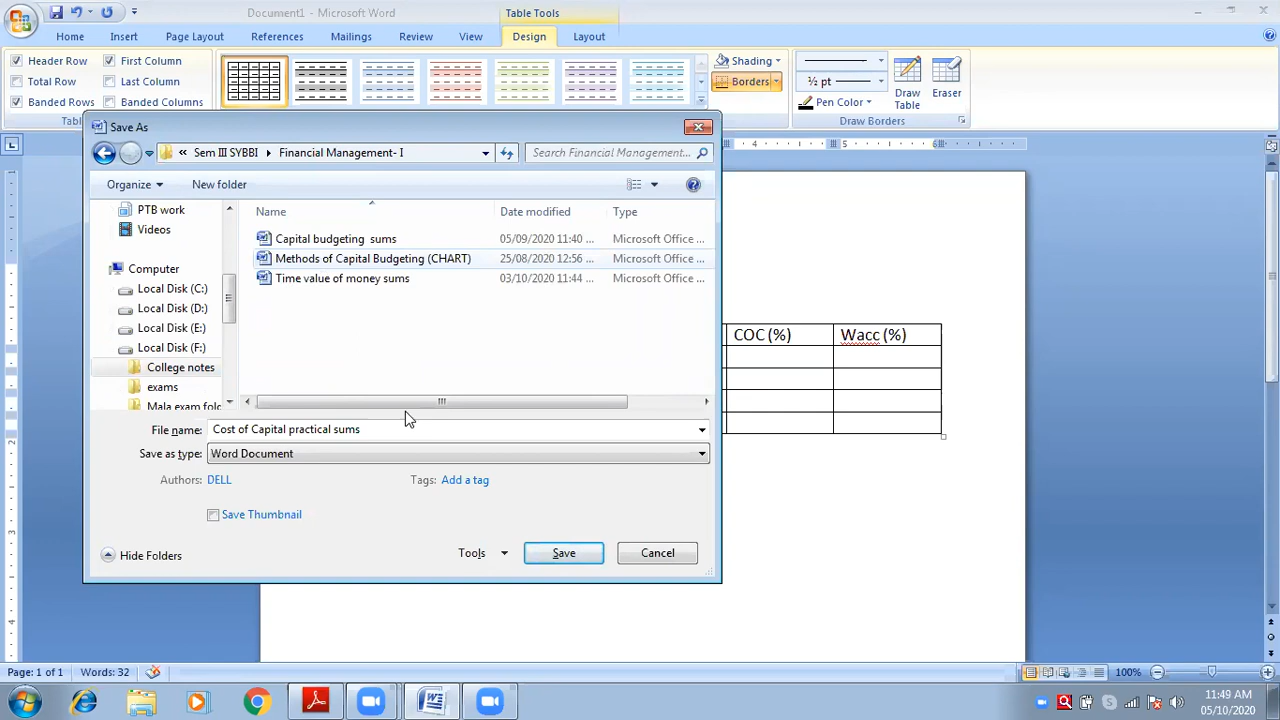 Document1 - Microsoft Word
Table Tools
Home Insert Page Layout References Mailings Review View Design Layout
Header Row First Column
Total Row Last Column
Banded Rows Banded Columns
Shading
Borders
½ pt
Pen Color
Draw Table
Eraser
Draw Borders
Save As
« Sem III SYBBI Financial Management- I
Search Financial Management...
Organize New folder
PTB work
Videos
Computer
Local Disk (C:)
Local Disk (D:)
Local Disk (E:)
Local Disk (F:)
College notes
exams
Name Date modified Type
Capital budgeting sums 05/09/2020 11:40 ... Microsoft Office ...
Methods of Capital Budgeting (CHART) 25/08/2020 12:56 ... Microsoft Office ...
Time value of money sums 03/10/2020 11:44 ... Microsoft Office ...
File name: Cost of Capital practical sums
Save as type: Word Document
Authors: DELL Tags: Add a tag
Save Thumbnail
Hide Folders Tools Save Cancel
4 5 6
COC (%) Wacc (%)
1
2
3
4
Page: 1 of 1 Words: 32
100%
11:49 AM
05/10/2020